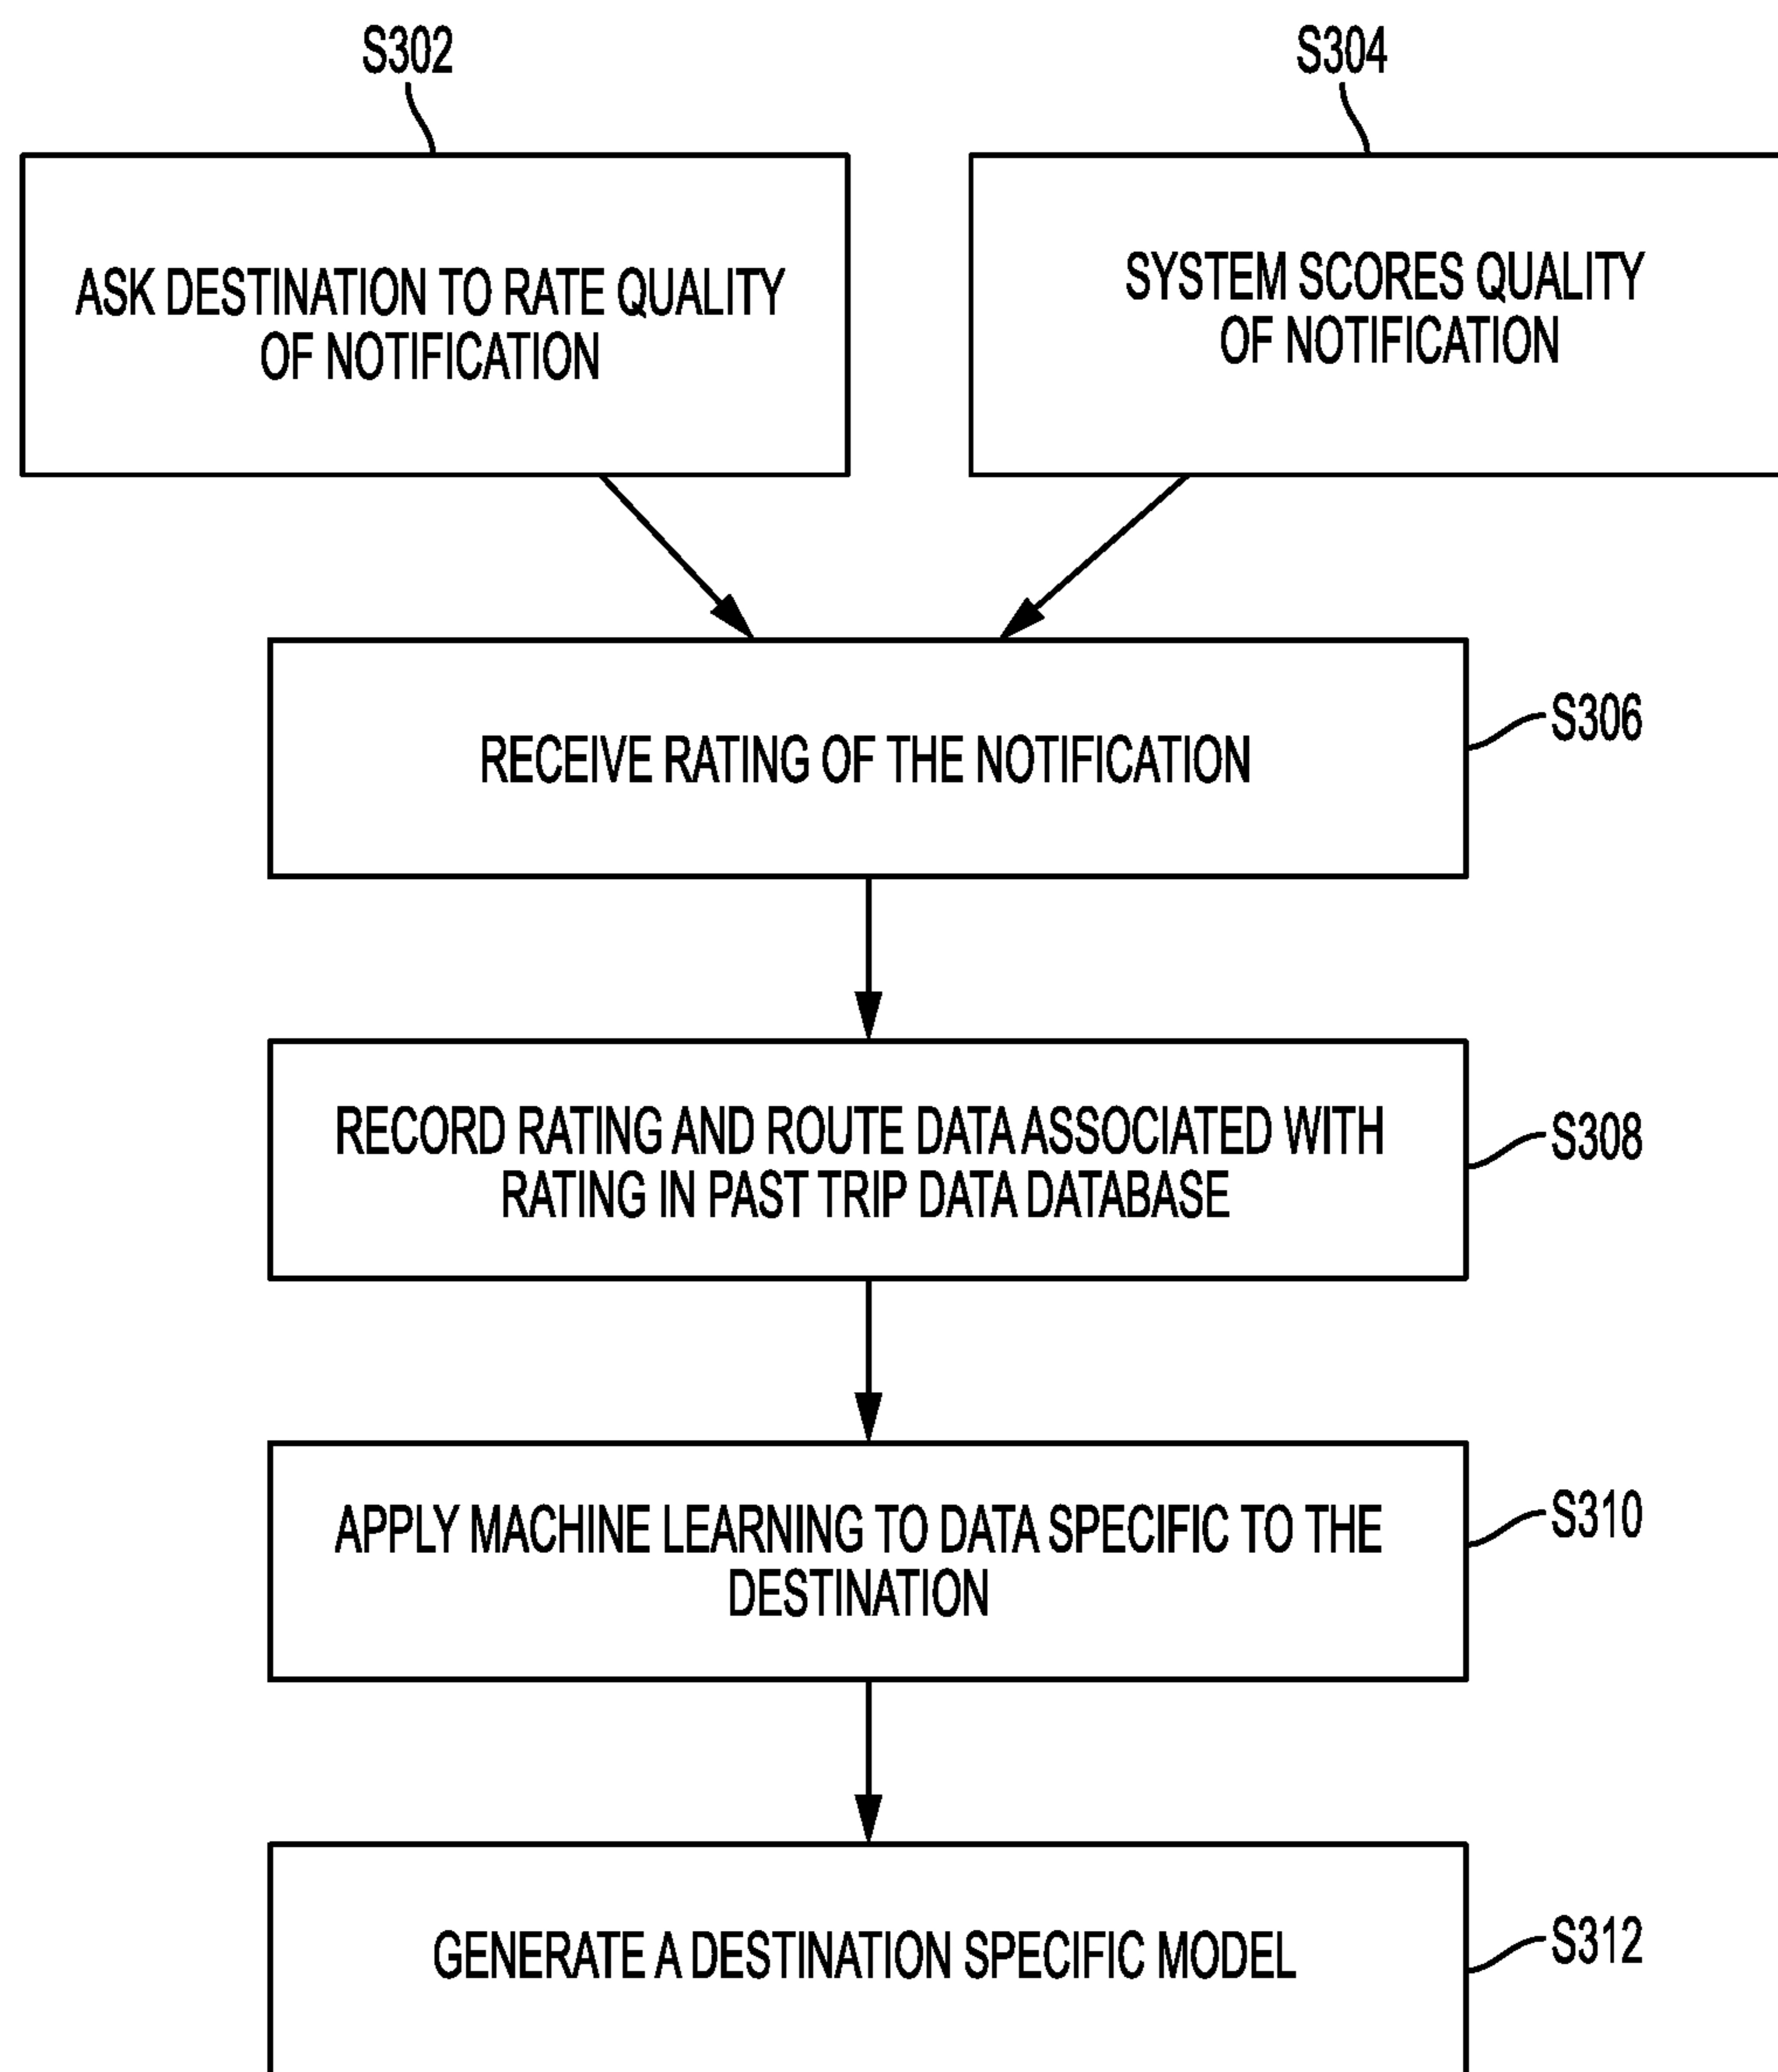 S302
S304
ASK DESTINATION TO RATE QUALITY
OF NOTIFICATION
SYSTEM SCORES QUALITY
OF NOTIFICATION
RECEIVE RATING OF THE NOTIFICATION
S306
RECORD RATING AND ROUTE DATA ASSOCIATED WITH
RATING IN PAST TRIP DATA DATABASE
S308
APPLY MACHINE LEARNING TO DATA SPECIFIC TO THE
DESTINATION
S310
GENERATE A DESTINATION SPECIFIC MODEL
S312